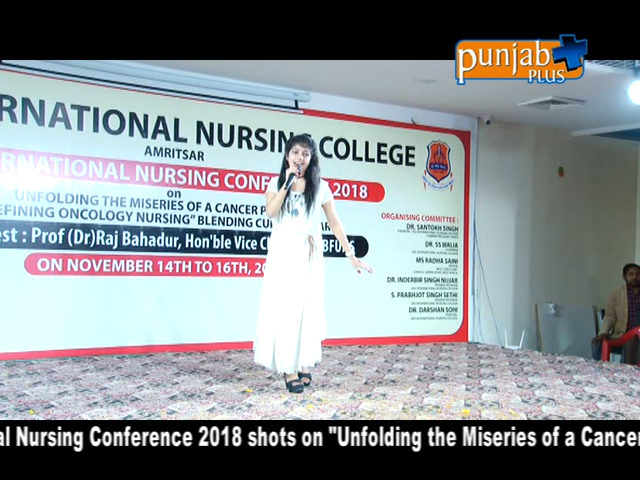 punjab
PLUS
RNATIONAL NURSING COLLEGE
AMRITSAR
RNATIONAL NURSING CONFE 2018
on
UNFOLDING THE MISERIES OF A CANCER P
EFINING ONCOLOGY NURSING" BLENDING CU
est : Prof (Dr)Raj Bahadur, Hon'ble Vice C BFUHS
ON NOVEMBER 14TH TO 16TH, 20
ORGANISING COMMITTEE :
DR. SANTOKH SINGH
DR. SS WALIA
MS RADHA SAINI
DR. INDERBIR SINGH NIJJAR
S. PRABHJOT SINGH SETHI
DR. DARSHAN SOHI
al Nursing Conference 2018 shots on "Unfolding the Miseries of a Cancer